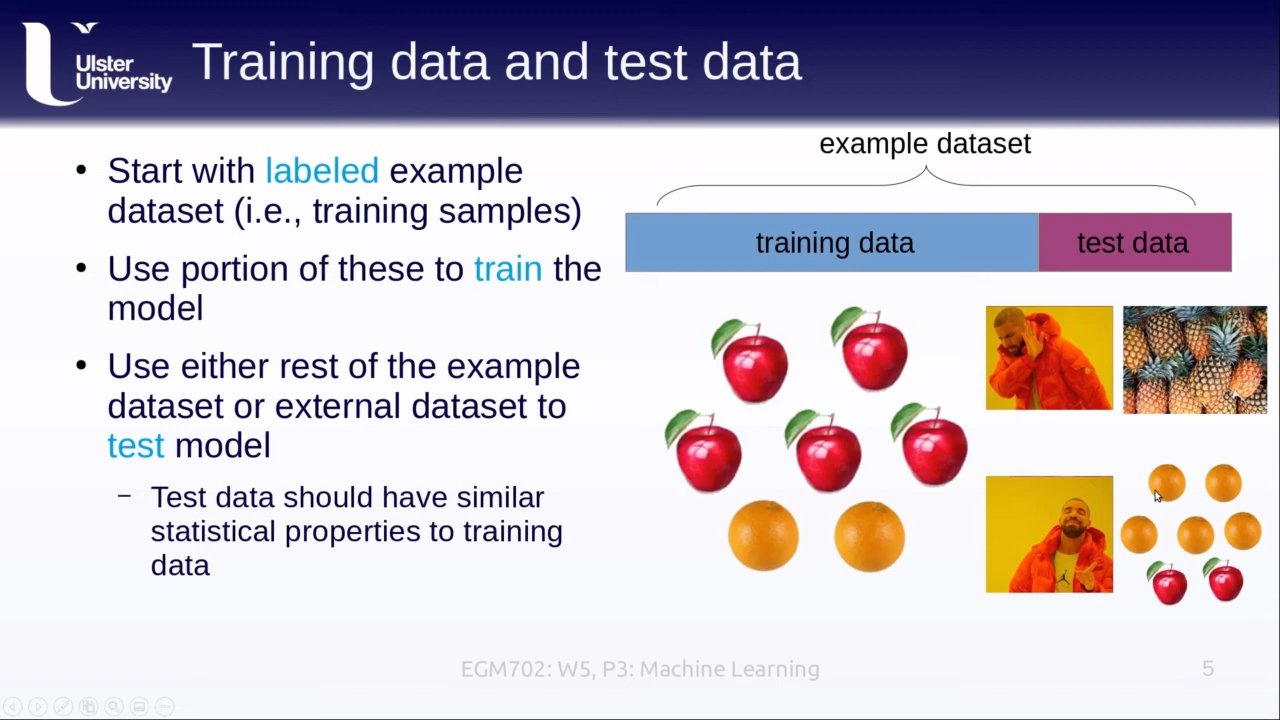 Ulster
University
Training data and test data
• Start with labeled example
dataset (i.e., training samples)
• Use portion of these to train the
model
• Use either rest of the example
dataset or external dataset to
test model
– Test data should have similar
statistical properties to training
data
example dataset
training data
test data
EGM702: W5, P3: Machine Learning
5